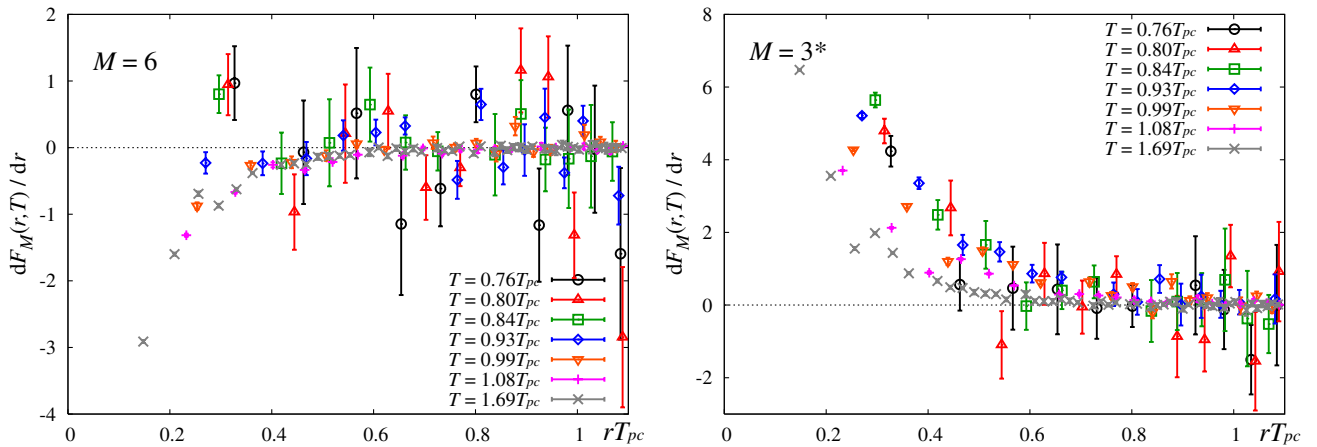 2
1
0
-1
-2
-3
-4
0
0.2
0.4
0.6
0.8
1
rT_pc
dF_M(r,T) / dr
M = 6
T = 0.76T_pc
T = 0.80T_pc
T = 0.84T_pc
T = 0.93T_pc
T = 0.99T_pc
T = 1.08T_pc
T = 1.69T_pc
8
6
4
2
0
-2
0
0.2
0.4
0.6
0.8
1
rT_pc
dF_M(r,T) / dr
M = 3*
T = 0.76T_pc
T = 0.80T_pc
T = 0.84T_pc
T = 0.93T_pc
T = 0.99T_pc
T = 1.08T_pc
T = 1.69T_pc